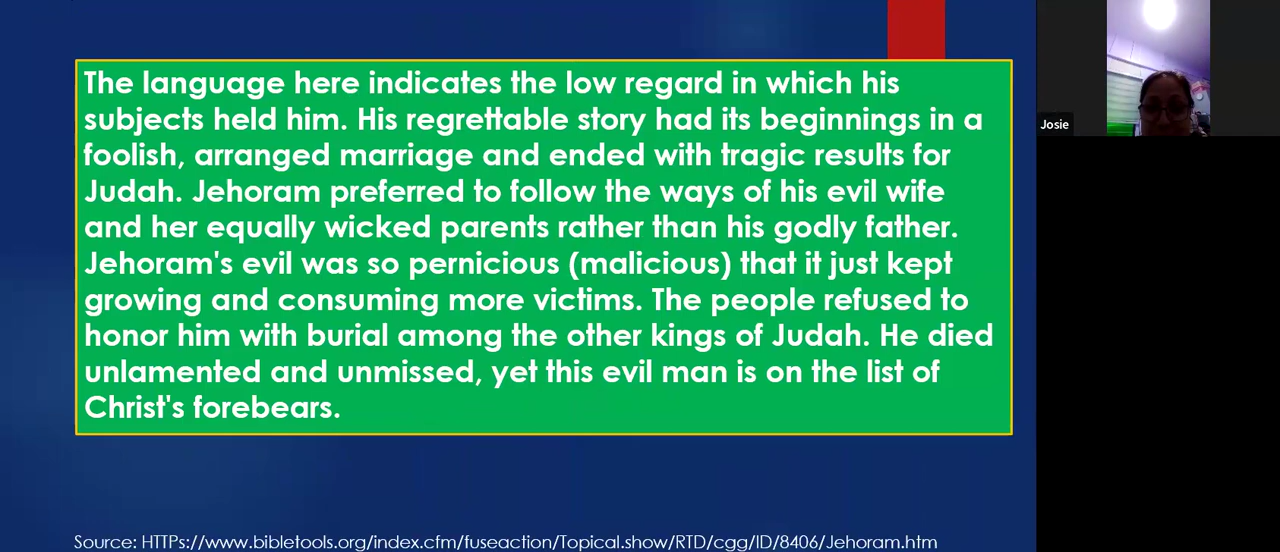 The language here indicates the low regard in which his
subjects held him. His regrettable story had its beginnings in a
foolish, arranged marriage and ended with tragic results for
Judah. Jehoram preferred to follow the ways of his evil wife
and her equally wicked parents rather than his godly father.
Jehoram's evil was so pernicious (malicious) that it just kept
growing and consuming more victims. The people refused to
honor him with burial among the other kings of Judah. He died
unlamented and unmissed, yet this evil man is on the list of
Christ's forebears.
Source: HTTPs://www.bibletools.org/index.cfm/fuseaction/Topical.show/RTD/cgg/ID/8406/Jehoram.htm
Josie